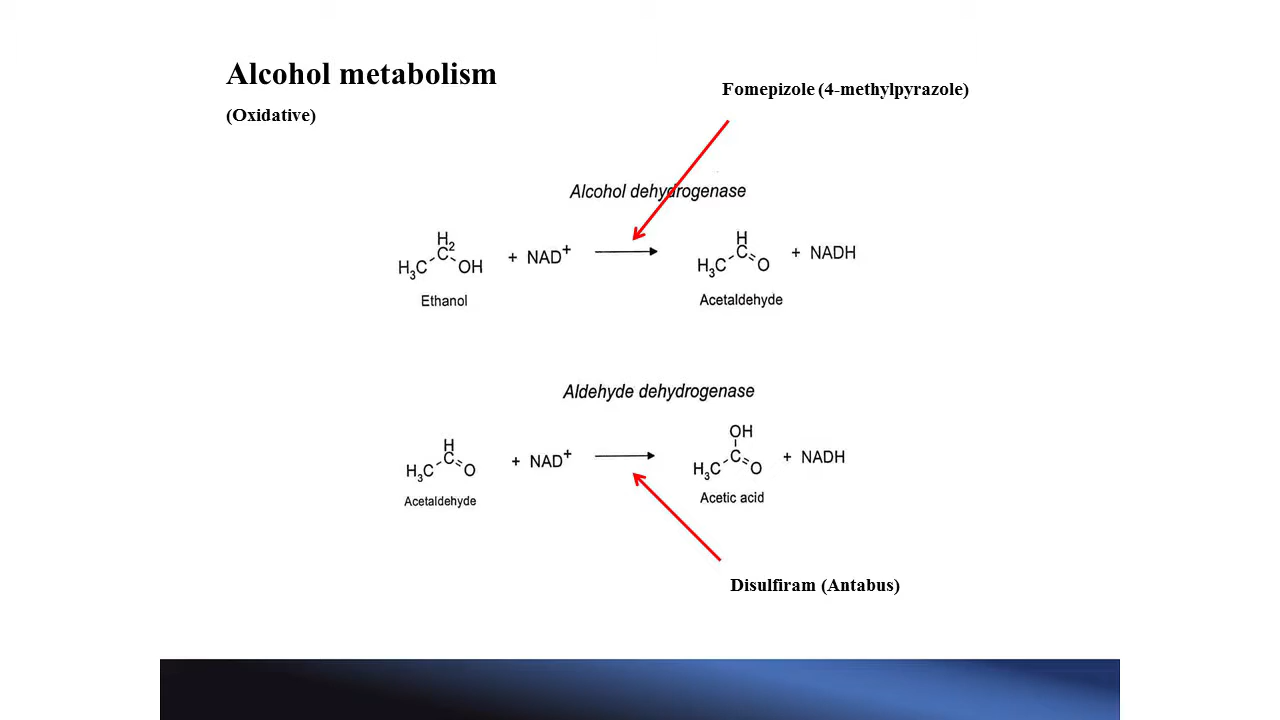 Alcohol metabolism
(Oxidative)
Fomepizole (4-methylpyrazole)
Alcohol dehydrogenase
H2
H3C C OH + NAD+ → H3C C H O + NADH
Ethanol
Acetaldehyde
Aldehyde dehydrogenase
H3C C H O + NAD+ → H3C C OH O + NADH
Acetaldehyde
Acetic acid
Disulfiram (Antabus)